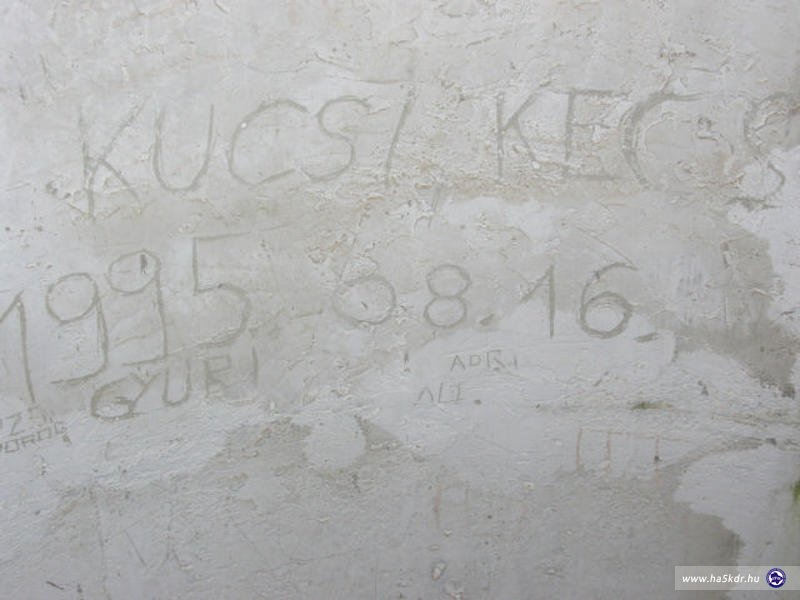 KUCSI, KECS
1995 08.16.
GYURI
ADRI
ALI.
www.ha5kdr.hu